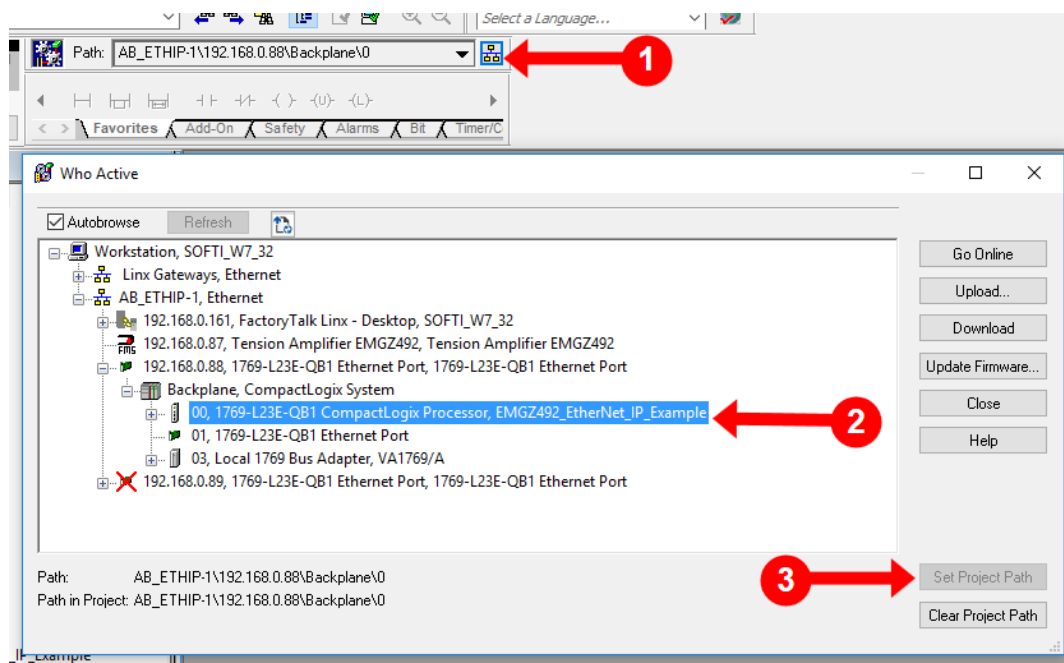 Select a Language...
Path: AB_ETHIP-1\192.168.0.88\Backplane\0
1
Favorites Add-On Safety Alarms Bit Timer/C
Who Active
Autobrowse Refresh
Workstation, SOFTI_W7_32
Linx Gateways, Ethernet
AB_ETHIP-1, Ethernet
192.168.0.161, FactoryTalk Linx - Desktop, SOFTI_W7_32
FMS 192.168.0.87, Tension Amplifier EMGZ492, Tension Amplifier EMGZ492
192.168.0.88, 1769-L23E-QB1 Ethernet Port, 1769-L23E-QB1 Ethernet Port
Backplane, CompactLogix System
00, 1769-L23E-QB1 CompactLogix Processor, EMGZ492_EtherNet_IP_Example
2
01, 1769-L23E-QB1 Ethernet Port
03, Local 1769 Bus Adapter, VA1769/A
192.168.0.89, 1769-L23E-QB1 Ethernet Port, 1769-L23E-QB1 Ethernet Port
Go Online
Upload...
Download
Update Firmware...
Close
Help
Path: AB_ETHIP-1\192.168.0.88\Backplane\0
Path in Project: AB_ETHIP-1\192.168.0.88\Backplane\0
3
Set Project Path
Clear Project Path